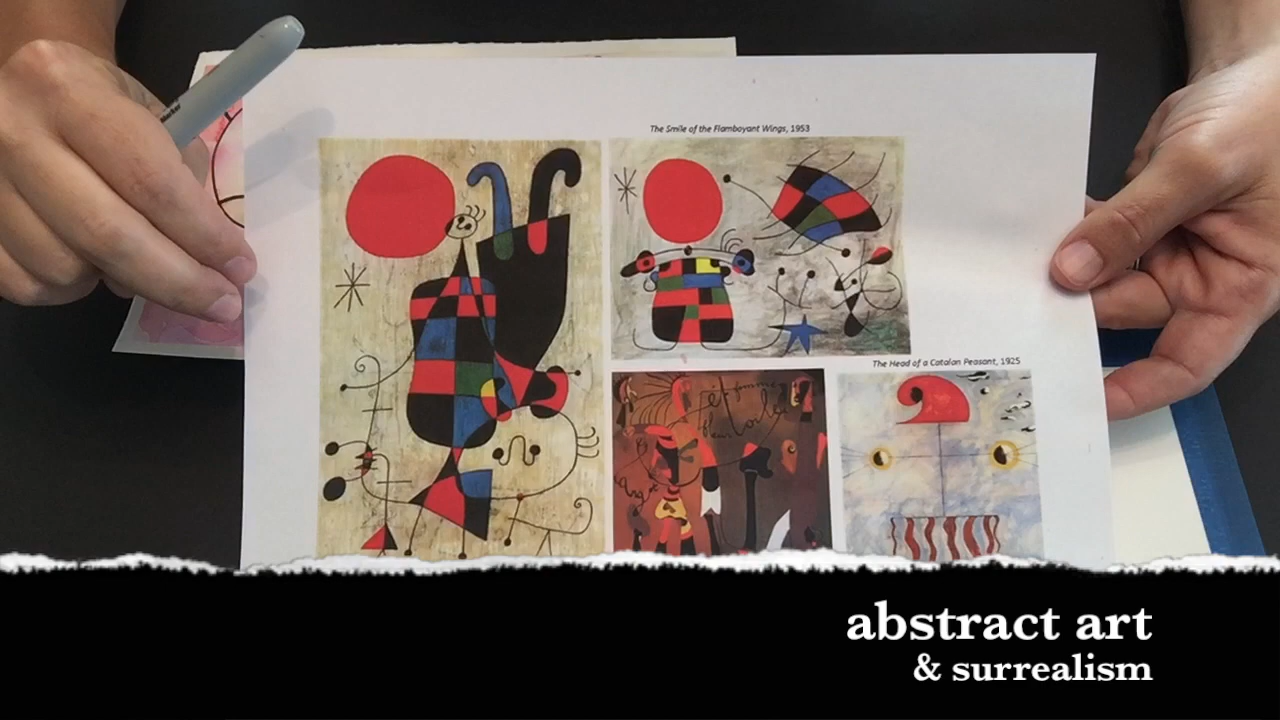 The Smile of the Flamboyant Wings, 1953
The Head of a Catalan Peasant, 1925
abstract art
& surrealism